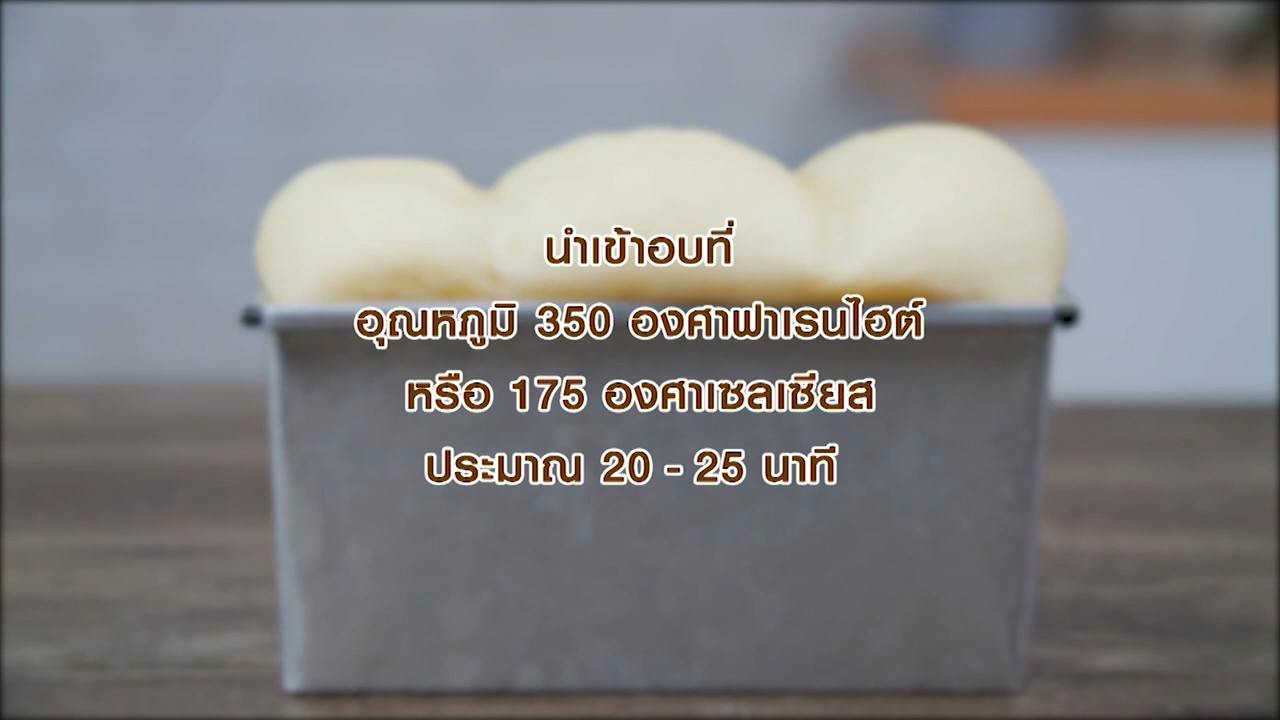 นำเข้าอบที่
อุณหภูมิ 350 องศาฟาเรนไฮต์
หรือ 175 องศาเซลเซียส
ประมาณ 20 - 25 นาที